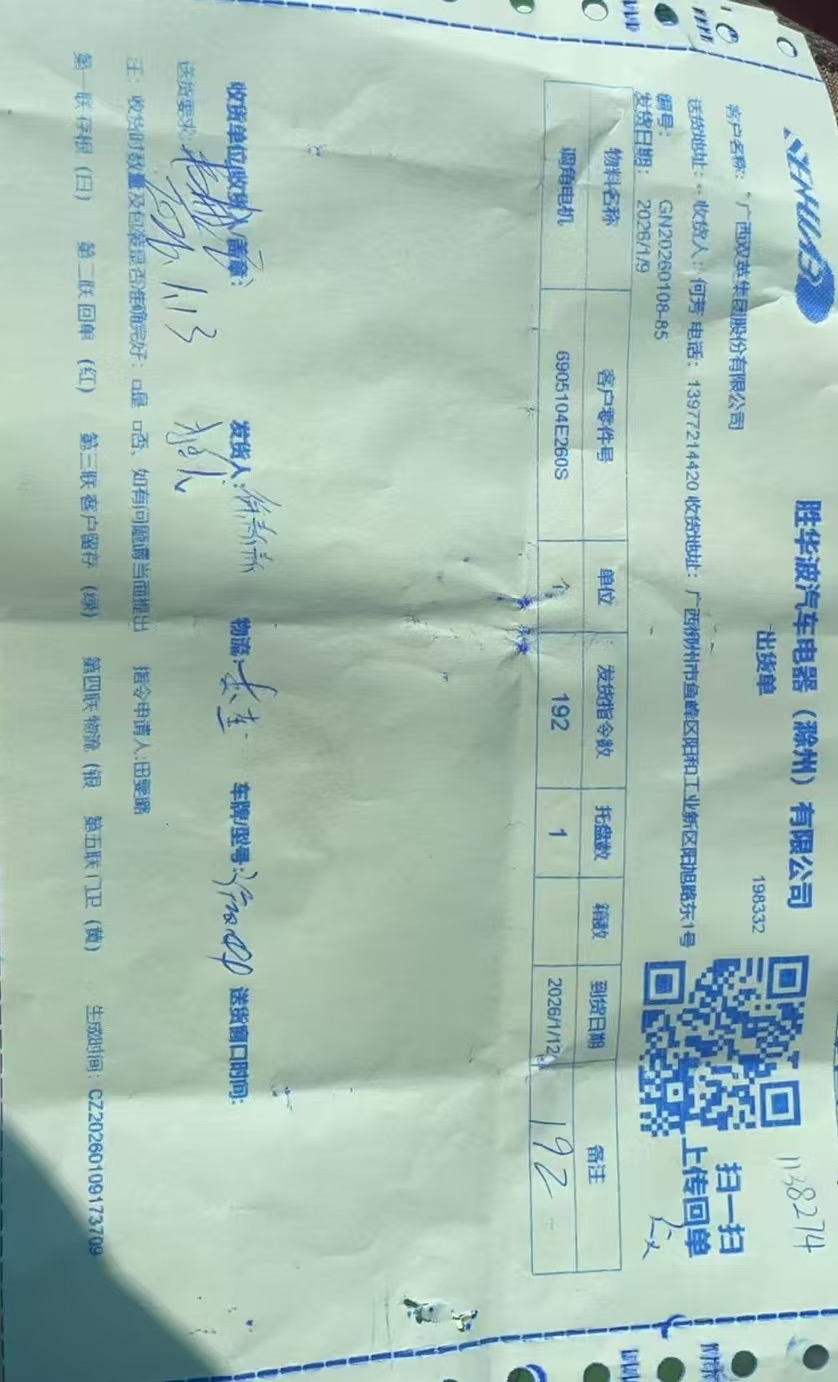 SENHWABO
胜华波汽车电器（滁州）有限公司
出货单
198332
1138274
扫一扫
上传回单
客户名称： 广西双英集团股份有限公司
送货地址： 收货人：何芳 电话：13977214420 收货地址：广西柳州市鱼峰区阳和工业新区阳旭路东1号
编号： GN20260108-85
发货日期： 2026/1/9
物料名称 客户零件号 单位 发货指令数 托盘数 箱数 到货日期 备注
调角电机 6905104E260S 个 192 1 2026/1/12 192
收货单位/收货人/盖章： 发货人： 物流： 车牌/型号： 送货窗口时间：
1.13
送货要求：
注：收货时数量及包装是否准确完好：□是 □否、如有问题请当面提出 指令申请人:田雯璐
第一联 存根（白） 第二联 回单（红） 第三联 客户留存（绿） 第四联 物流（银 第五联 门卫（黄） 生成时间：CZ20260109173709